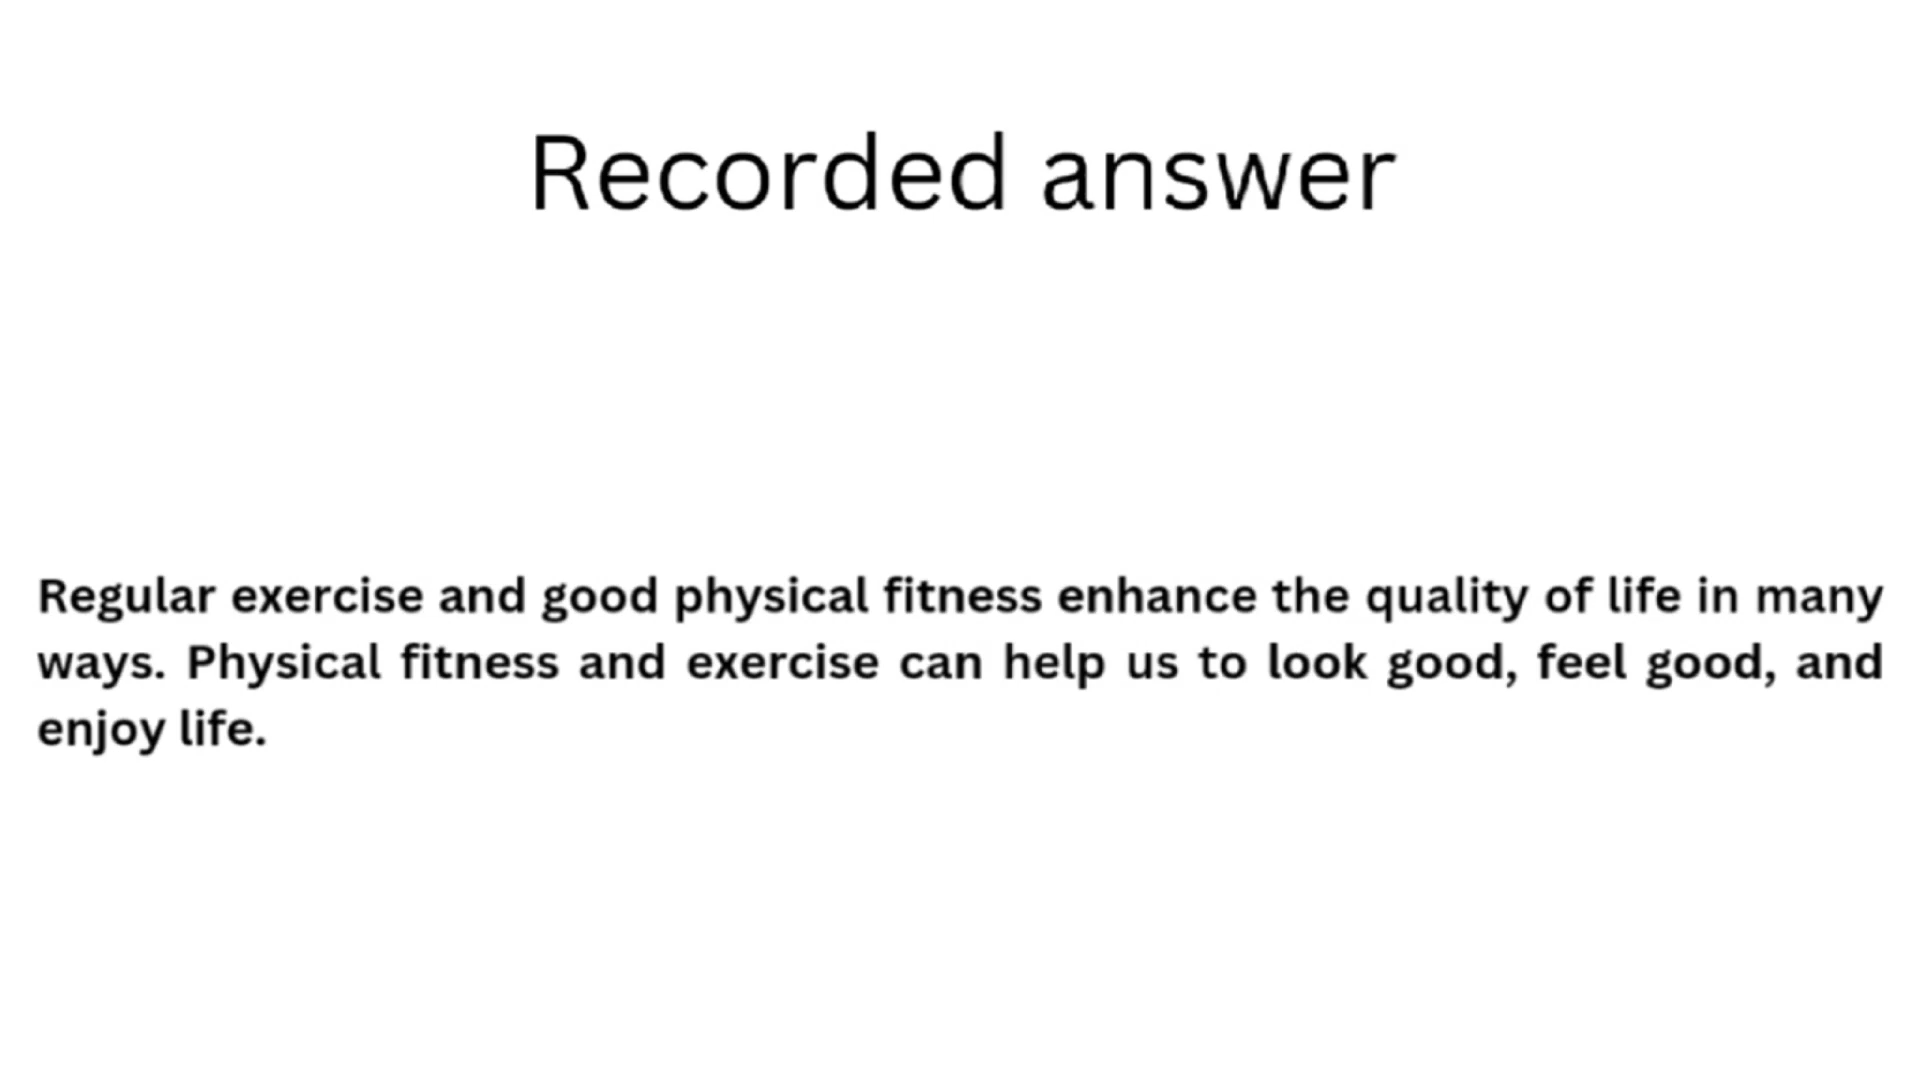 Recorded answer
Regular exercise and good physical fitness enhance the quality of life in many
ways. Physical fitness and exercise can help us to look good, feel good, and
enjoy life.